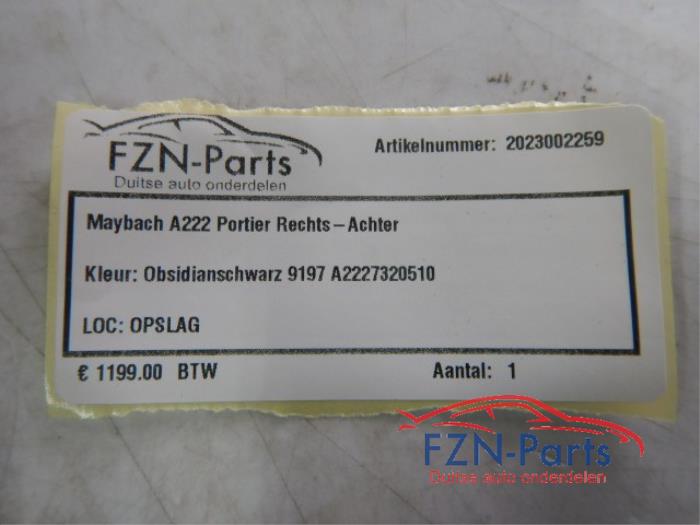 FZN-Parts
Duitse auto onderdelen
Artikelnummer: 2023002259
Maybach A222 Portier Rechts-Achter
Kleur: Obsidianschwarz 9197 A2227320510
LOC: OPSLAG
€ 1199.00 BTW
Aantal: 1
FZN-Parts
Duitse auto onderdelen